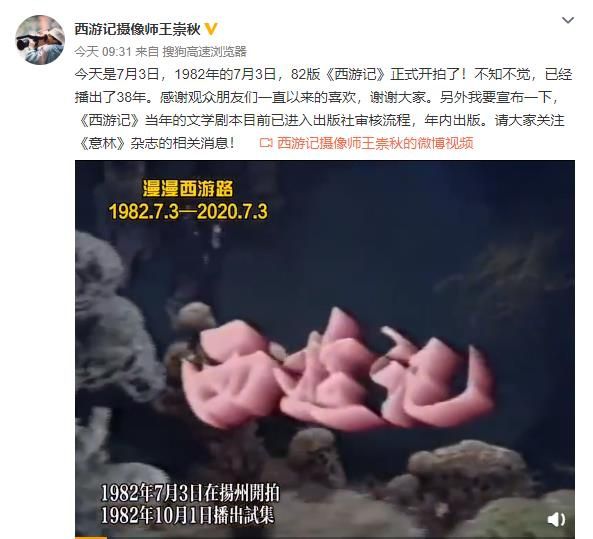 西游记摄像师王崇秋
今天 09:31 来自 搜狗高速浏览器
今天是7月3日，1982年的7月3日，82版《西游记》正式开拍了！不知不觉，已经
播出了38年。感谢观众朋友们一直以来的喜欢，谢谢大家。另外我要宣布一下，
《西游记》当年的文学剧本目前已进入出版社审核流程，年内出版。请大家关注
《意林》杂志的相关消息！ 西游记摄像师王崇秋的微博视频
漫漫西游路
1982.7.3—2020.7.3
西遊记
1982年7月3日在揚州開拍
1982年10月1日播出試集